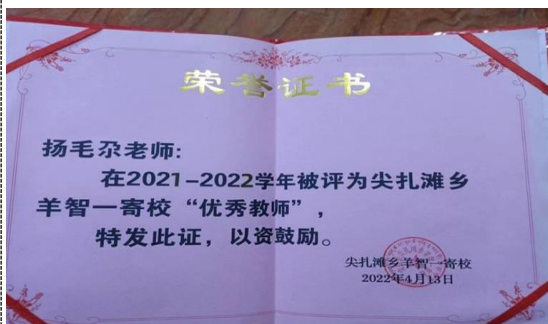 荣誉证书
扬毛尕老师：
在2021-2022学年被评为尖扎滩乡
羊智一寄校“优秀教师”，
特发此证，以资鼓励。
尖扎滩乡羊智一寄校
2022年4月13日